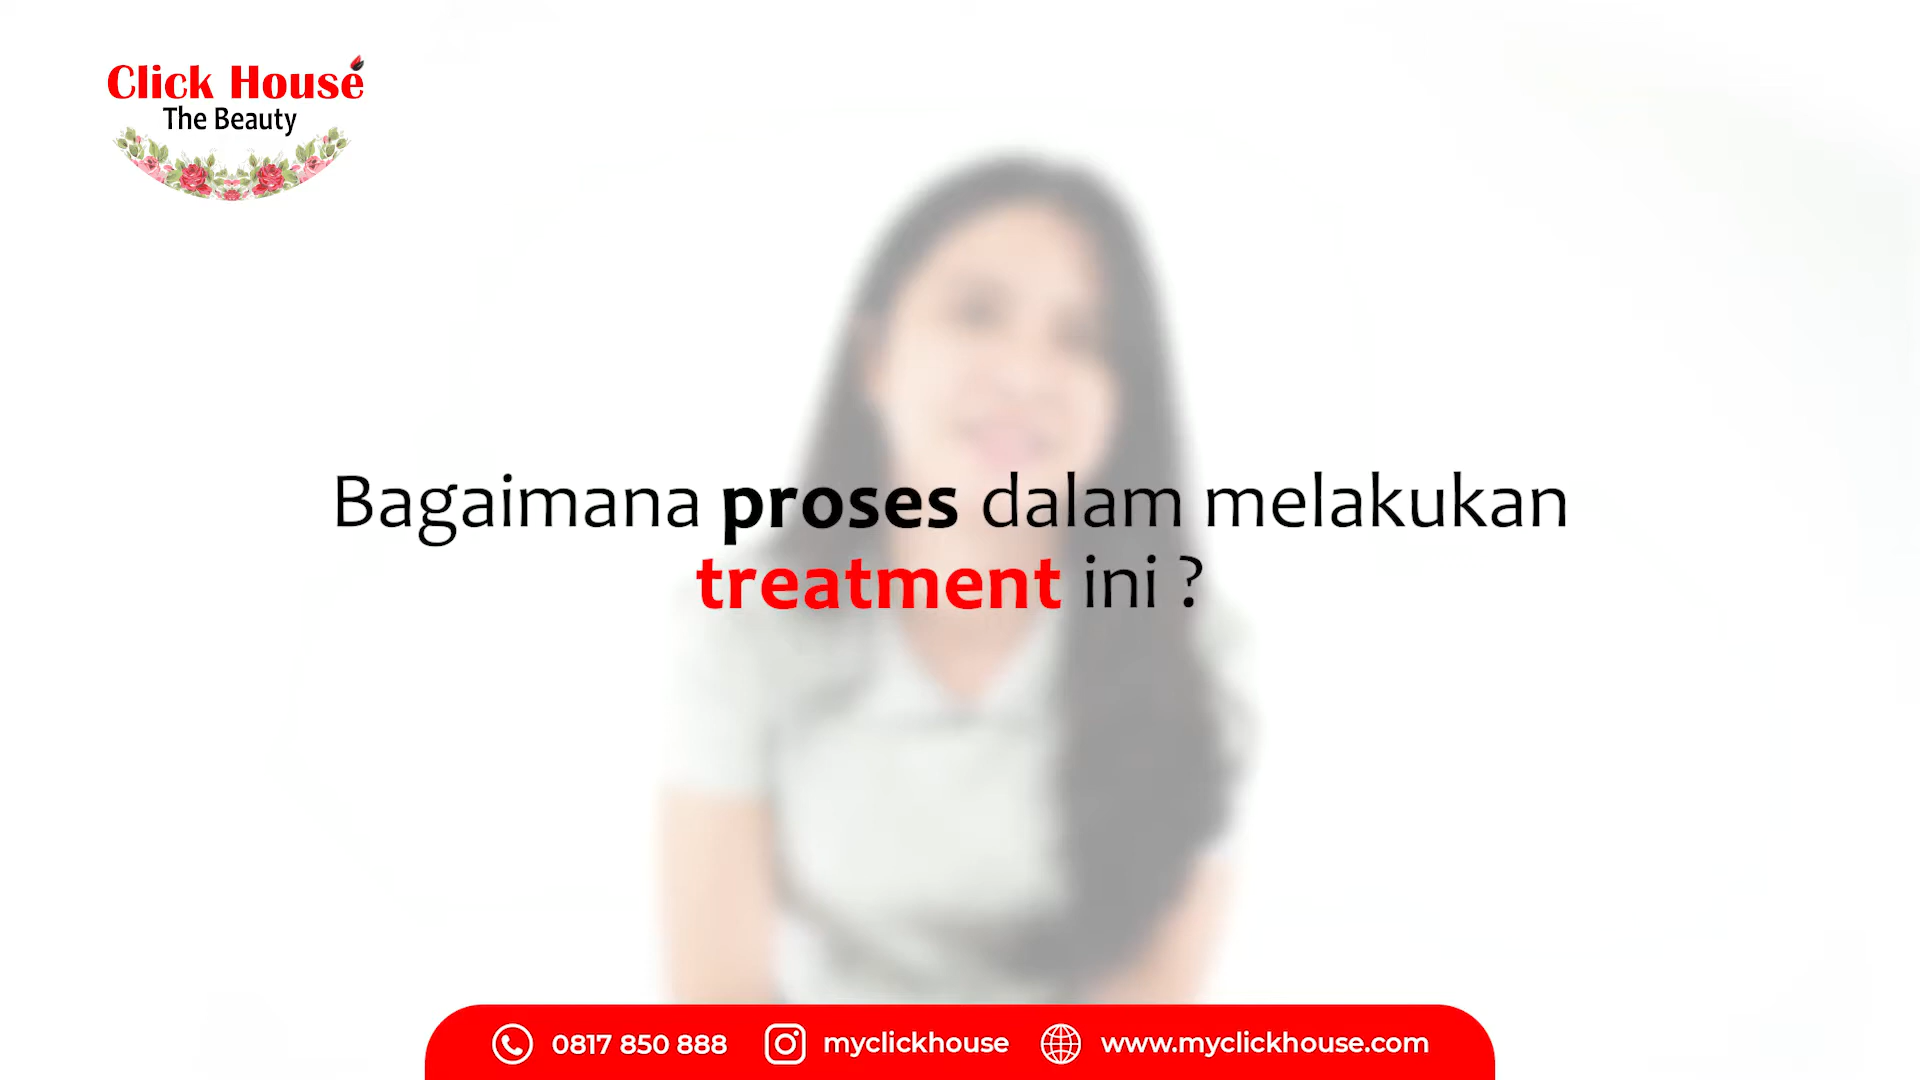 Click House
The Beauty
Bagaimana proses dalam melakukan
treatment ini ?
0817 850 888
myclickhouse
www.myclickhouse.com